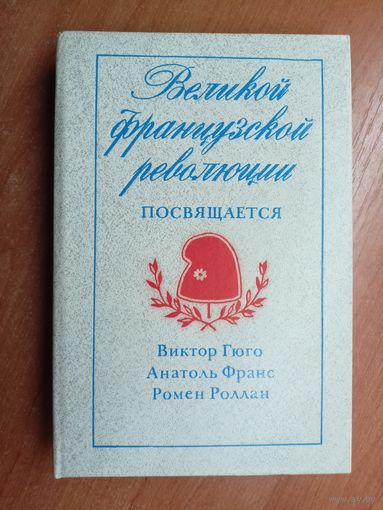 Великой
французской
революции
ПОСВЯЩАЕТСЯ
Виктор Гюго
Анатоль Франс
Ромен Роллан